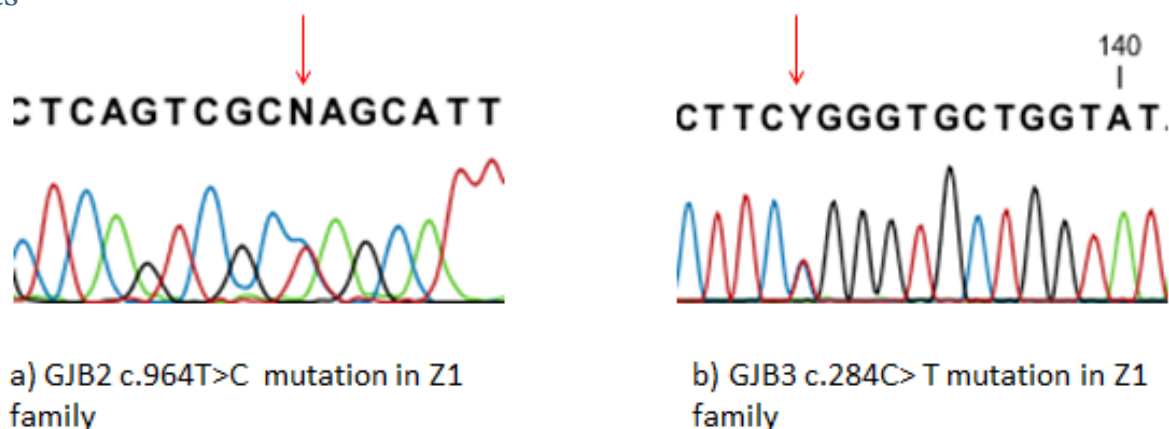 140
CTCAGTCGCNAGCATT
CTTCYGGGTGCTGGTAT
a) GJB2 c.964T>C mutation in Z1
family
b) GJB3 c.284C> T mutation in Z1
family